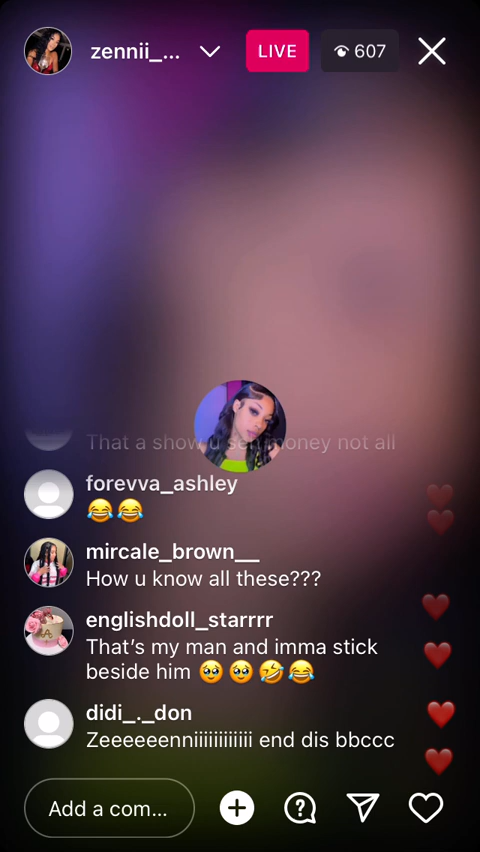 zennii_...
LIVE
607
That a show u sen money not all
forevva_ashley
😂😂
mircale_brown__
How u know all these???
englishdoll_starrrr
That's my man and imma stick
beside him 🥹🥹🤣😂
didi_._don
Zeeeeeenniiiiiiiiiiii end dis bbccc
Add a com...